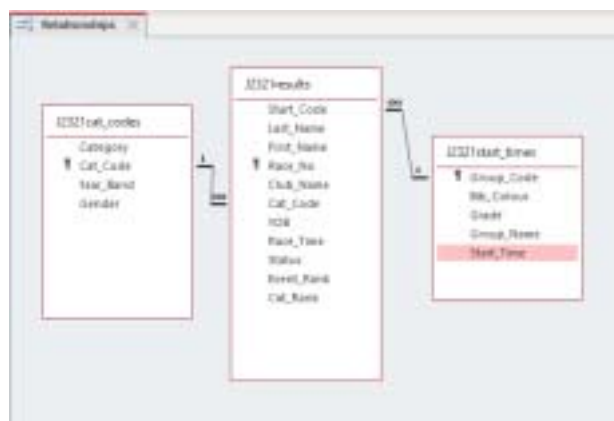 Relationships
J2321cat_codes
Category
Cat_Code
Year_Band
Gender
J2321results
Start_Code
Last_Name
First_Name
Race_No
Club_Name
Cat_Code
YOB
Race_Time
Status
Event_Rank
Cat_Rank
J2321start_times
Group_Code
Bib_Colour
Grade
Group_Name
Start_Time
1
∞
∞